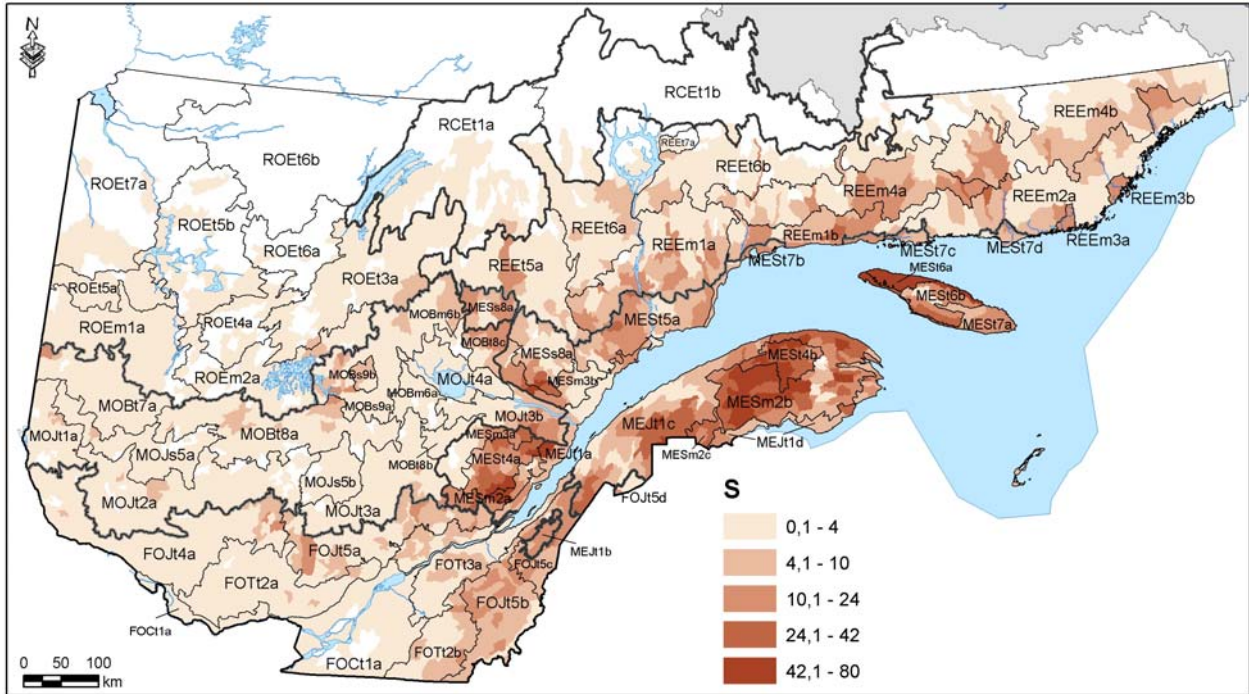 N
RCEt1b
RCEt1a
REEt7a
REEm4b
ROEt6b
REEt6b
ROEt7a
REEm4a
REEm2a
REEm3b
ROEt5b
REEt6a
REEm1a
REEm1b
MESt7c
MESt7d
REEm3a
ROEt6a
MESt7b
MESt6a
REEt5a
ROEt3a
MESt6b
ROEt5a
MESs8a
MESt5a
MESt7a
ROEt4a
MOBm6b
ROEm1a
MOBt8c
MESs8a
MESt4b
ROEm2a
MOBs9b
MOJt4a
MESm3b
MOBm6a
MESm2b
MOBt7a
MOBs9a
MOJt3b
MEJt1c
MOBt8a
MOJt1a
MESm3a
MEJt1d
MOJs5a
MESt4a
MEJt1a
MESm2c
MOBt8b
MOJs5b
FOJt5d
S
MOJt2a
MESm2a
MOJt3a
0,1 - 4
FOJt4a
FOJt5a
MEJt1b
4,1 - 10
FOTt3a
FOJt5c
FOTt2a
10,1 - 24
FOJt5b
24,1 - 42
FOCt1a
FOTt2b
FOCt1a
42,1 - 80
0 50 100
km